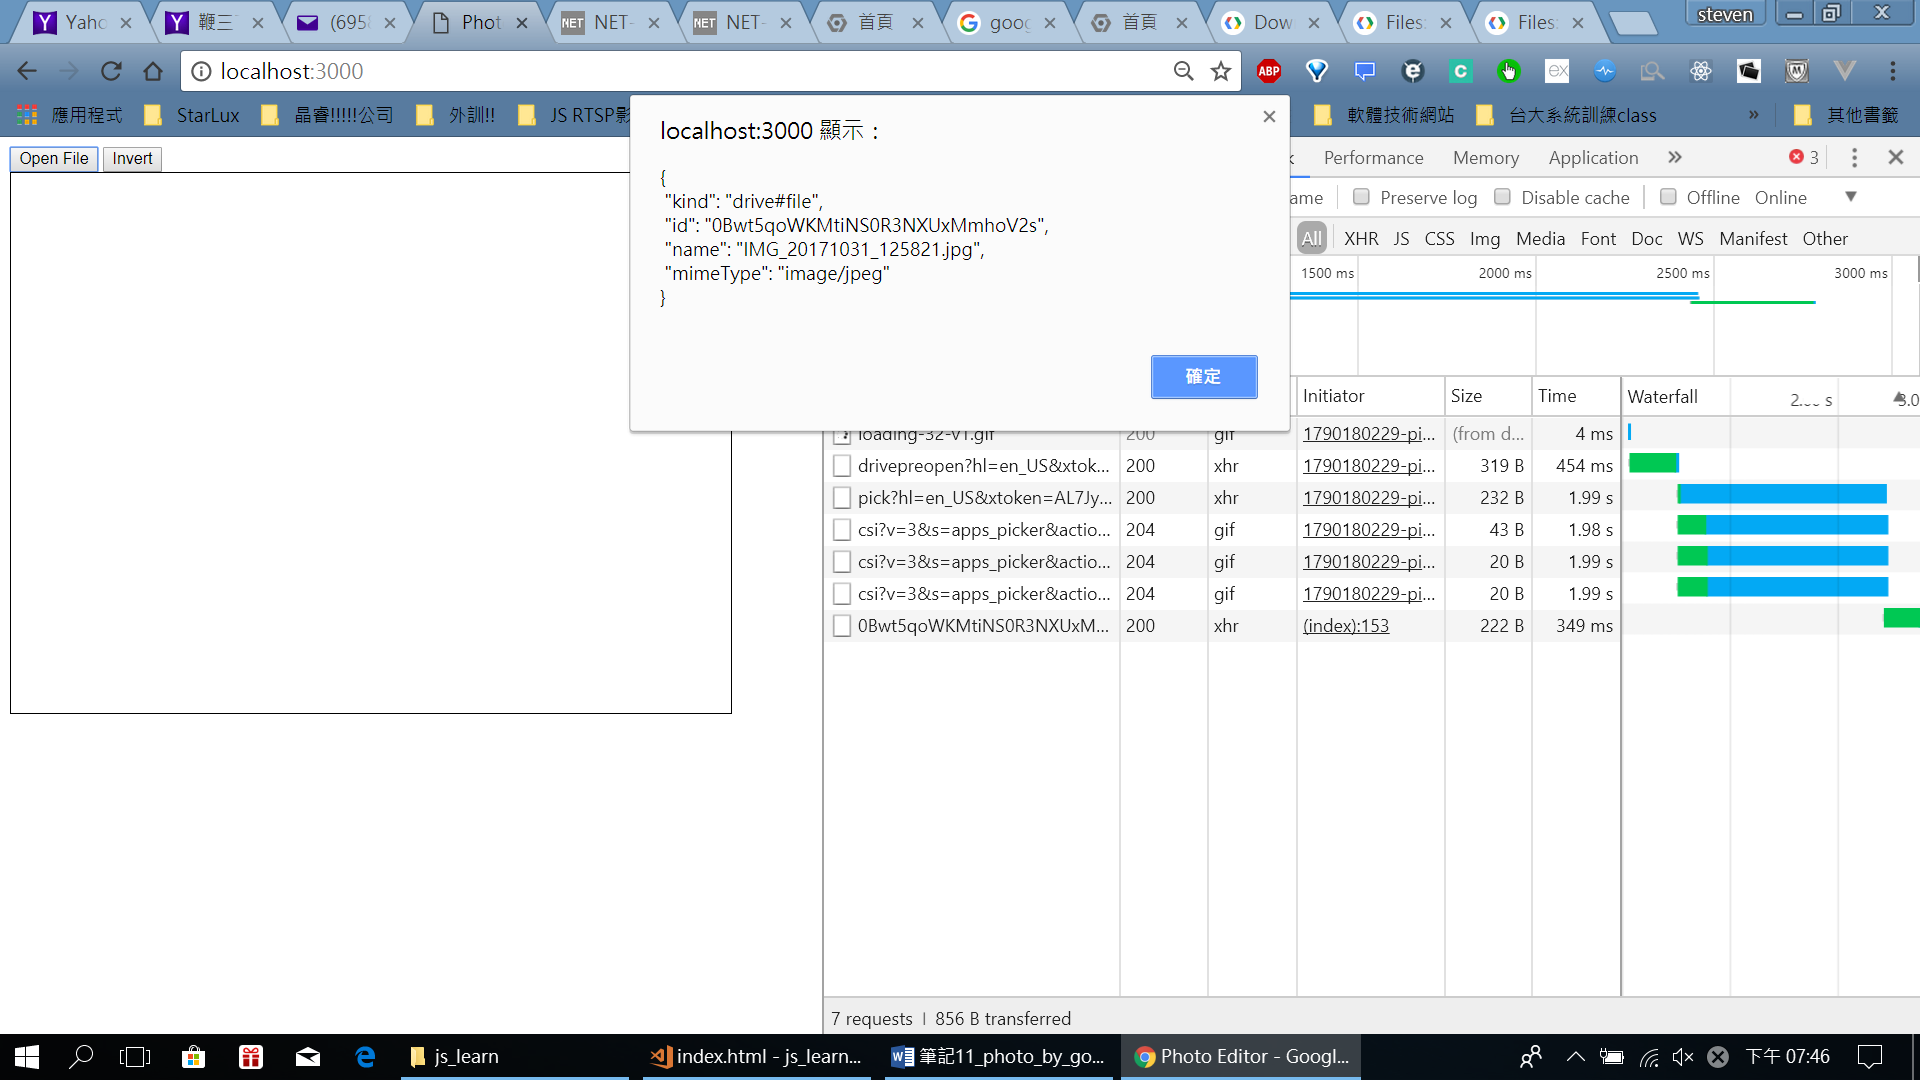 Yaho
鞭三
(695
Phot
NET-
NET-
首頁
goog
首頁
Dow
Files:
Files:
steven
localhost:3000
ABP
應用程式
StarLux
晶睿!!!!!公司
外訓!!
JS RTSP影
軟體技術網站
台大系統訓練class
»
其他書籤
Open File
Invert
localhost:3000 顯示：
{
"kind": "drive#file",
"id": "0Bwt5qoWKMtiNS0R3NXUxMmhoV2s",
"name": "IMG_20171031_125821.jpg",
"mimeType": "image/jpeg"
}
確定
Performance
Memory
Application
»
3
ame
Preserve log
Disable cache
Offline
Online
All
XHR
JS
CSS
Img
Media
Font
Doc
WS
Manifest
Other
1500 ms
2000 ms
2500 ms
3000 ms
Initiator
Size
Time
Waterfall
loading-32-v1.gif 200 gif 1790180229-pi... (from d... 4 ms
drivepreopen?hl=en_US&xtok... 200 xhr 1790180229-pi... 319 B 454 ms
pick?hl=en_US&xtoken=AL7Jy... 200 xhr 1790180229-pi... 232 B 1.99 s
csi?v=3&s=apps_picker&actio... 204 gif 1790180229-pi... 43 B 1.98 s
csi?v=3&s=apps_picker&actio... 204 gif 1790180229-pi... 20 B 1.99 s
csi?v=3&s=apps_picker&actio... 204 gif 1790180229-pi... 20 B 1.99 s
0Bwt5qoWKMtiNS0R3NXUxM... 200 xhr (index):153 222 B 349 ms
7 requests | 856 B transferred
js_learn
index.html - js_learn...
筆記11_photo_by_go...
Photo Editor - Googl...
下午 07:46